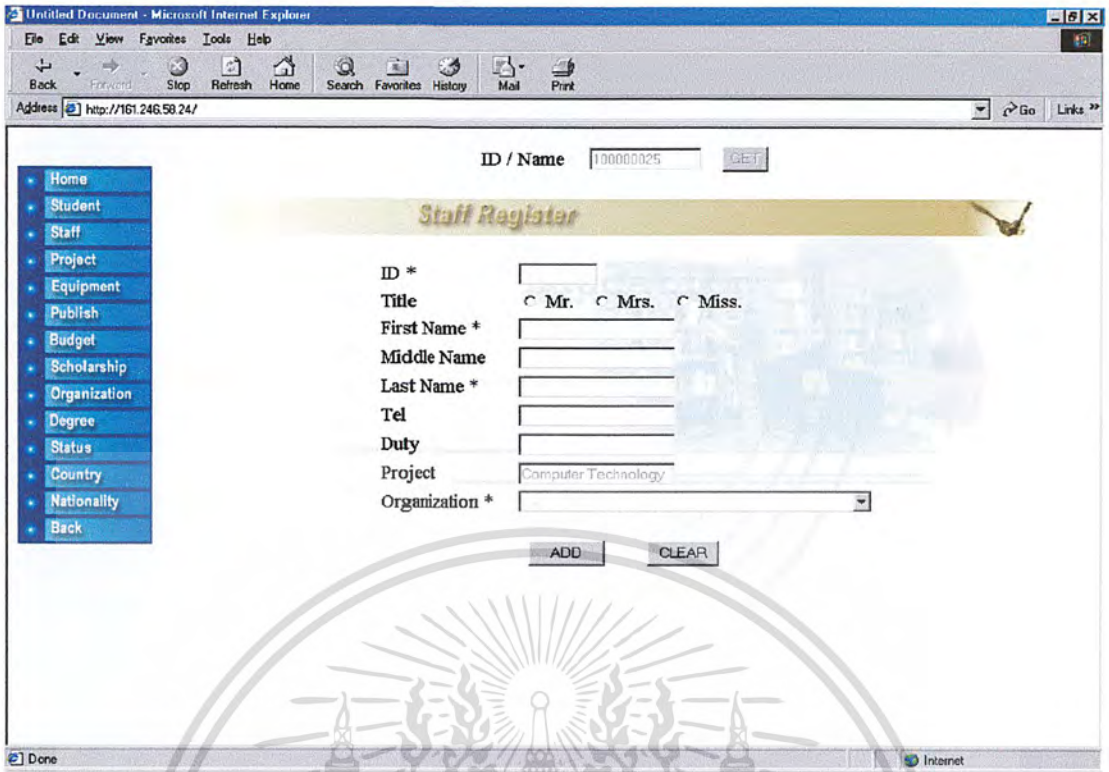 Untitled Document - Microsoft Internet Explorer
File Edit View Favorites Tools Help
Back Forward Stop Refresh Home Search Favorites History Mail Print
Address http://161.246.58.24/ Go Links »
ID / Name 100000025 GET
Home
Student
Staff
Project
Equipment
Publish
Budget
Scholarship
Organization
Degree
Status
Country
Nationality
Back
Staff Register
ID *
Title Mr. Mrs. Miss.
First Name *
Middle Name
Last Name *
Tel
Duty
Project Computer Technology
Organization *
ADD CLEAR
Done Internet